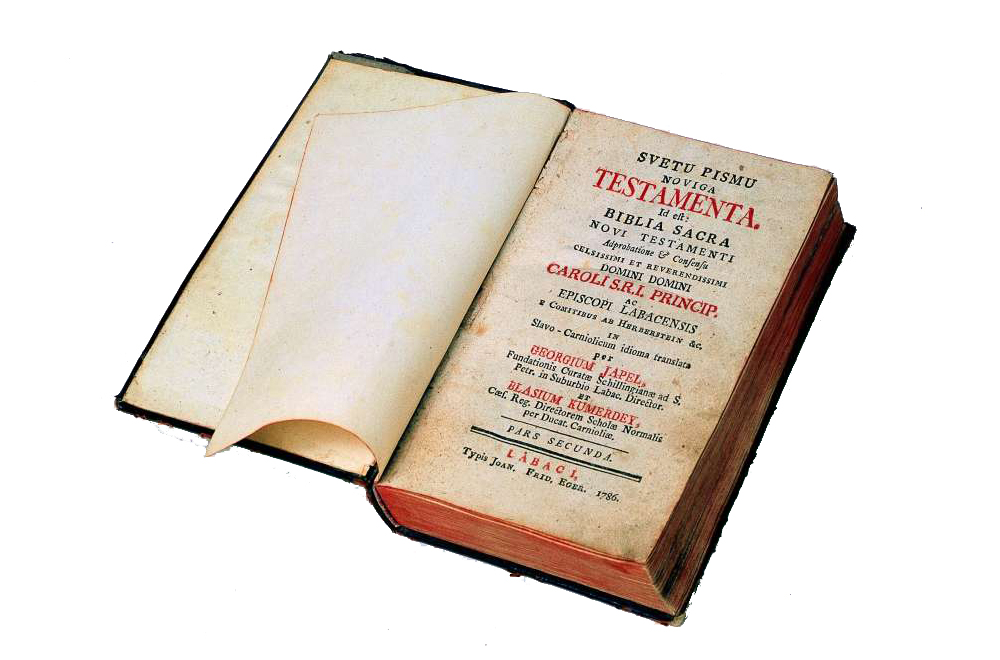 SVETU PISMU
NOVIGA
TESTAMENTA.
Id eſt:
BIBLIA SACRA
NOVI TESTAMENTI
Adprobatione & Conſenſu
CELSISSIMI ET REVERENDISSIMI
DOMINI DOMINI
CAROLI S.R.I. PRINCIP.
AC
EPISCOPI LABACENSIS
E COMITIBUS AB HERBERSTEIN &c.
IN
Slavo-Carniolicum idioma translata
per
GEORGIUM JAPEL,
Fundationis Curatæ Schillingianæ ad S.
Petr. in Suburbio Labac. Director.
ET
BLASIUM KUMERDEY,
Cæſ. Reg. Directorem Scholæ Normalis
per Ducat. Carnioliæ.
PARS SECUNDA.
LABACI,
Typis JOAN. FRID, EGER. 1786.